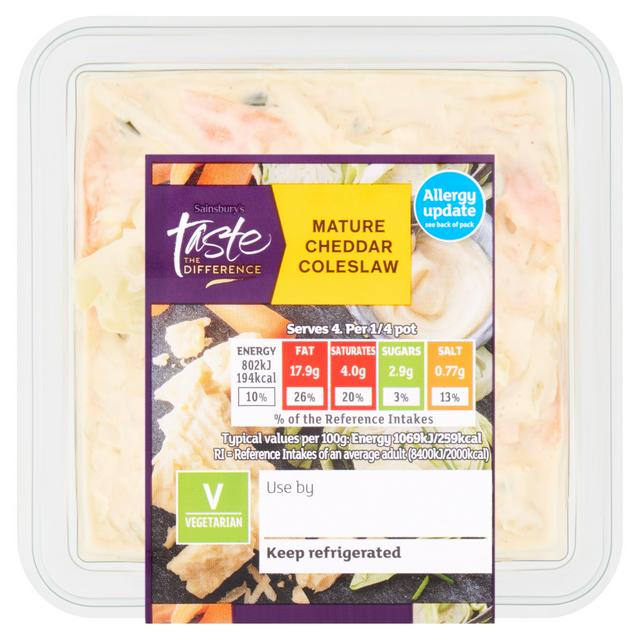 Sainsbury's
taste
THE
DIFFERENCE
MATURE
CHEDDAR
COLESLAW
Allergy
update
see back of pack
Serves 4. Per 1/4 pot
ENERGY
802kJ
194kcal
10%
FAT
17.9g
26%
SATURATES
4.0g
20%
SUGARS
2.9g
3%
SALT
0.77g
13%
% of the Reference Intakes
Typical values per 100g: Energy 1069kJ/259kcal
RI = Reference Intakes of an average adult (8400kJ/2000kcal)
V
VEGETARIAN
Use by
Keep refrigerated